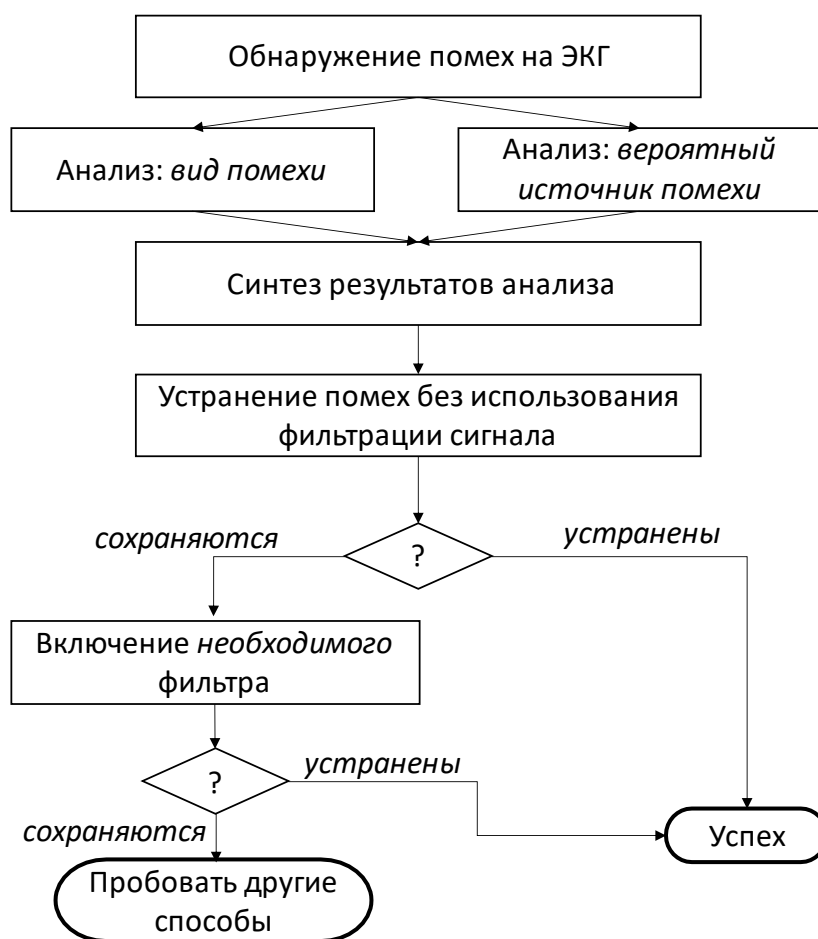 Обнаружение помех на ЭКГ
Анализ: вид помехи
Анализ: вероятный
источник помехи
Синтез результатов анализа
Устранение помех без использования
фильтрации сигнала
сохраняются
?
устранены
Включение необходимого
фильтра
?
устранены
сохраняются
Успех
Пробовать другие
способы